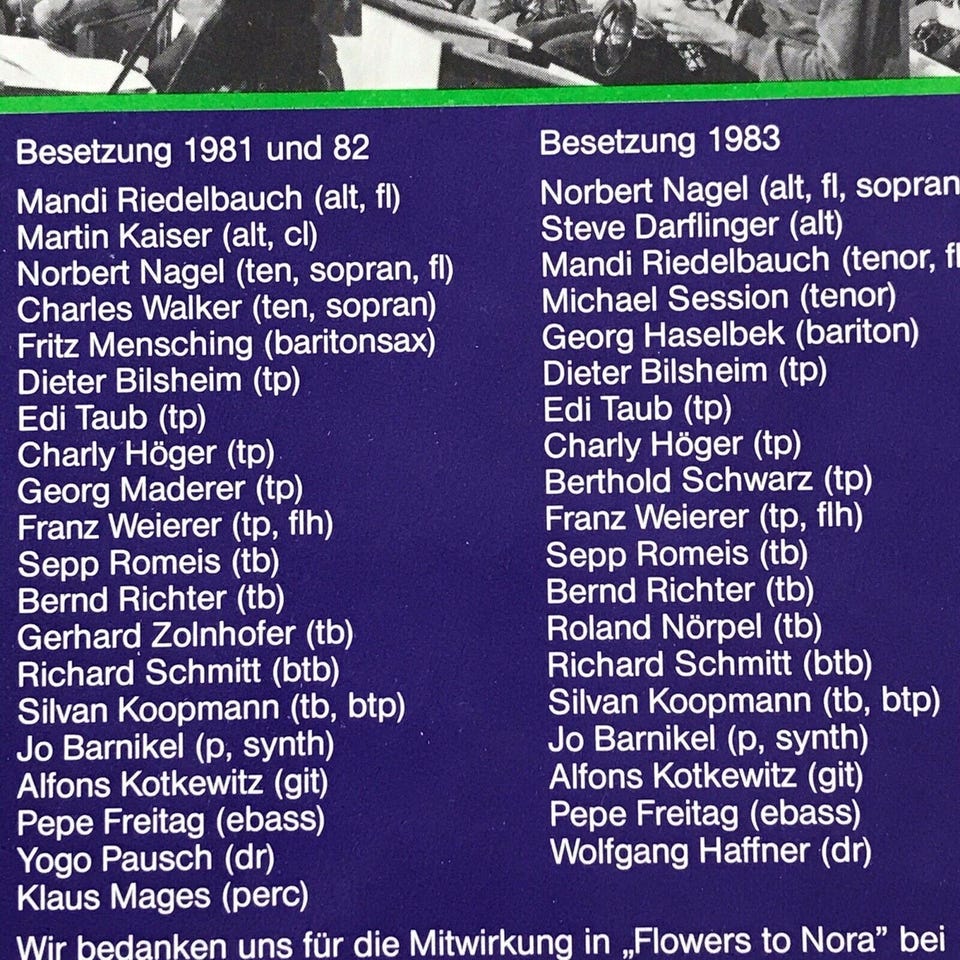 Besetzung 1981 und 82
Mandi Riedelbauch (alt, fl)
Martin Kaiser (alt, cl)
Norbert Nagel (ten, sopran, fl)
Charles Walker (ten, sopran)
Fritz Mensching (baritonsax)
Dieter Bilsheim (tp)
Edi Taub (tp)
Charly Höger (tp)
Georg Maderer (tp)
Franz Weierer (tp, flh)
Sepp Romeis (tb)
Bernd Richter (tb)
Gerhard Zolnhofer (tb)
Richard Schmitt (btb)
Silvan Koopmann (tb, btp)
Jo Barnikel (p, synth)
Alfons Kotkewitz (git)
Pepe Freitag (ebass)
Yogo Pausch (dr)
Klaus Mages (perc)
Besetzung 1983
Norbert Nagel (alt, fl, sopran
Steve Darflinger (alt)
Mandi Riedelbauch (tenor, fl
Michael Session (tenor)
Georg Haselbek (bariton)
Dieter Bilsheim (tp)
Edi Taub (tp)
Charly Höger (tp)
Berthold Schwarz (tp)
Franz Weierer (tp, flh)
Sepp Romeis (tb)
Bernd Richter (tb)
Roland Nörpel (tb)
Richard Schmitt (btb)
Silvan Koopmann (tb, btp)
Jo Barnikel (p, synth)
Alfons Kotkewitz (git)
Pepe Freitag (ebass)
Wolfgang Haffner (dr)
Wir bedanken uns für die Mitwirkung in „Flowers to Nora” bei